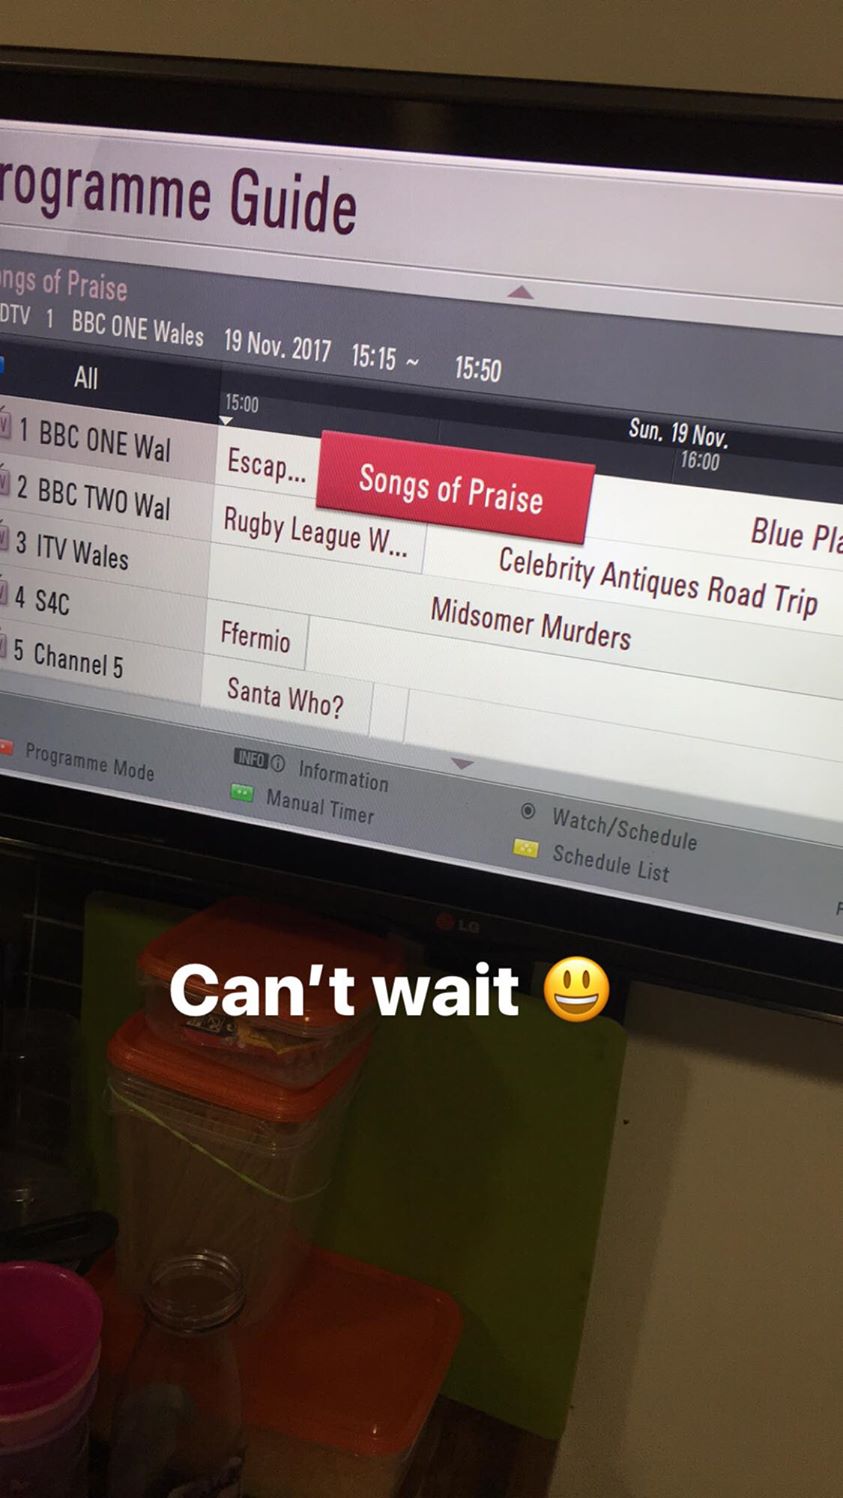 rogramme Guide
ngs of Praise
DTV 1 BBC ONE Wales 19 Nov. 2017 15:15 ~ 15:50
All
15:00
Sun. 19 Nov.
16:00
1 BBC ONE Wal
Escap...
Songs of Praise
Blue Pla
2 BBC TWO Wal
Rugby League W...
Celebrity Antiques Road Trip
3 ITV Wales
Midsomer Murders
4 S4C
Ffermio
5 Channel 5
Santa Who?
Programme Mode
INFO i Information
Watch/Schedule
Manual Timer
Schedule List
LG
Can't wait 😃